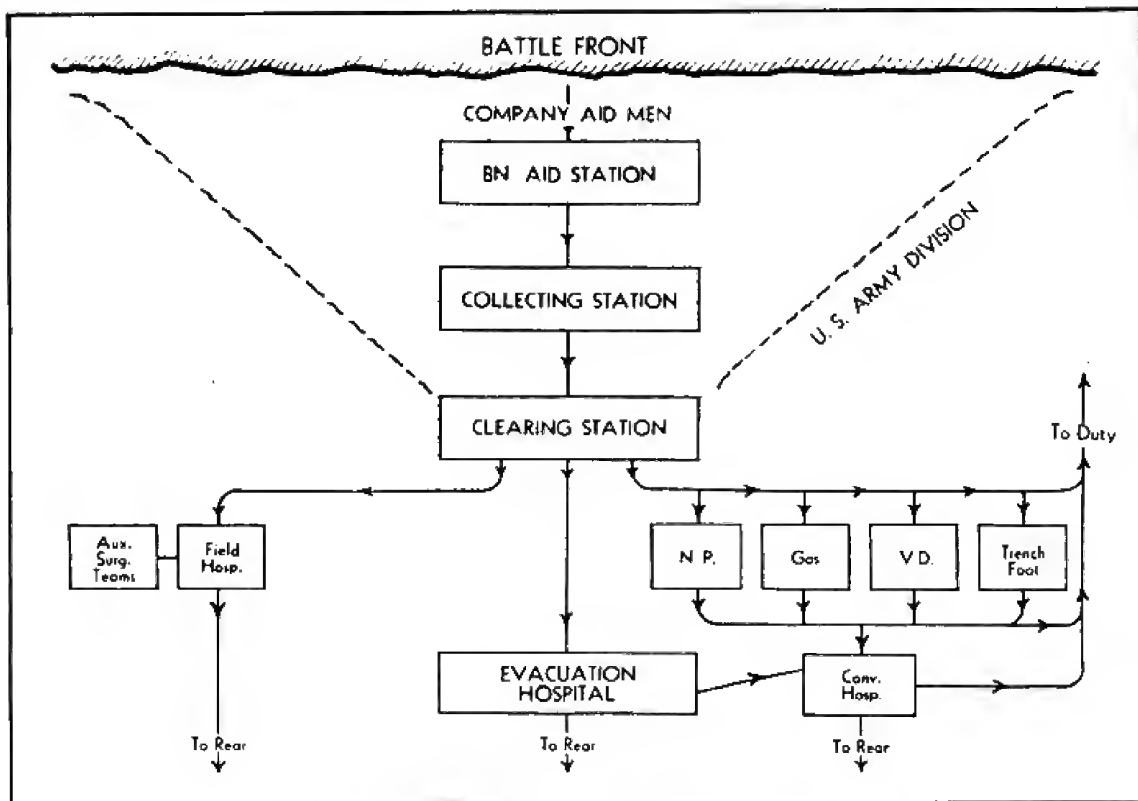 BATTLE FRONT
COMPANY AID MEN
BN AID STATION
COLLECTING STATION
U. S. ARMY DIVISION
CLEARING STATION
To Duty
Aux.
Surg.
Teams
Field
Hosp.
N P.
Gas
V D.
Trench
Foot
EVACUATION
HOSPITAL
Conv.
Hosp.
To Rear
To Rear
To Rear